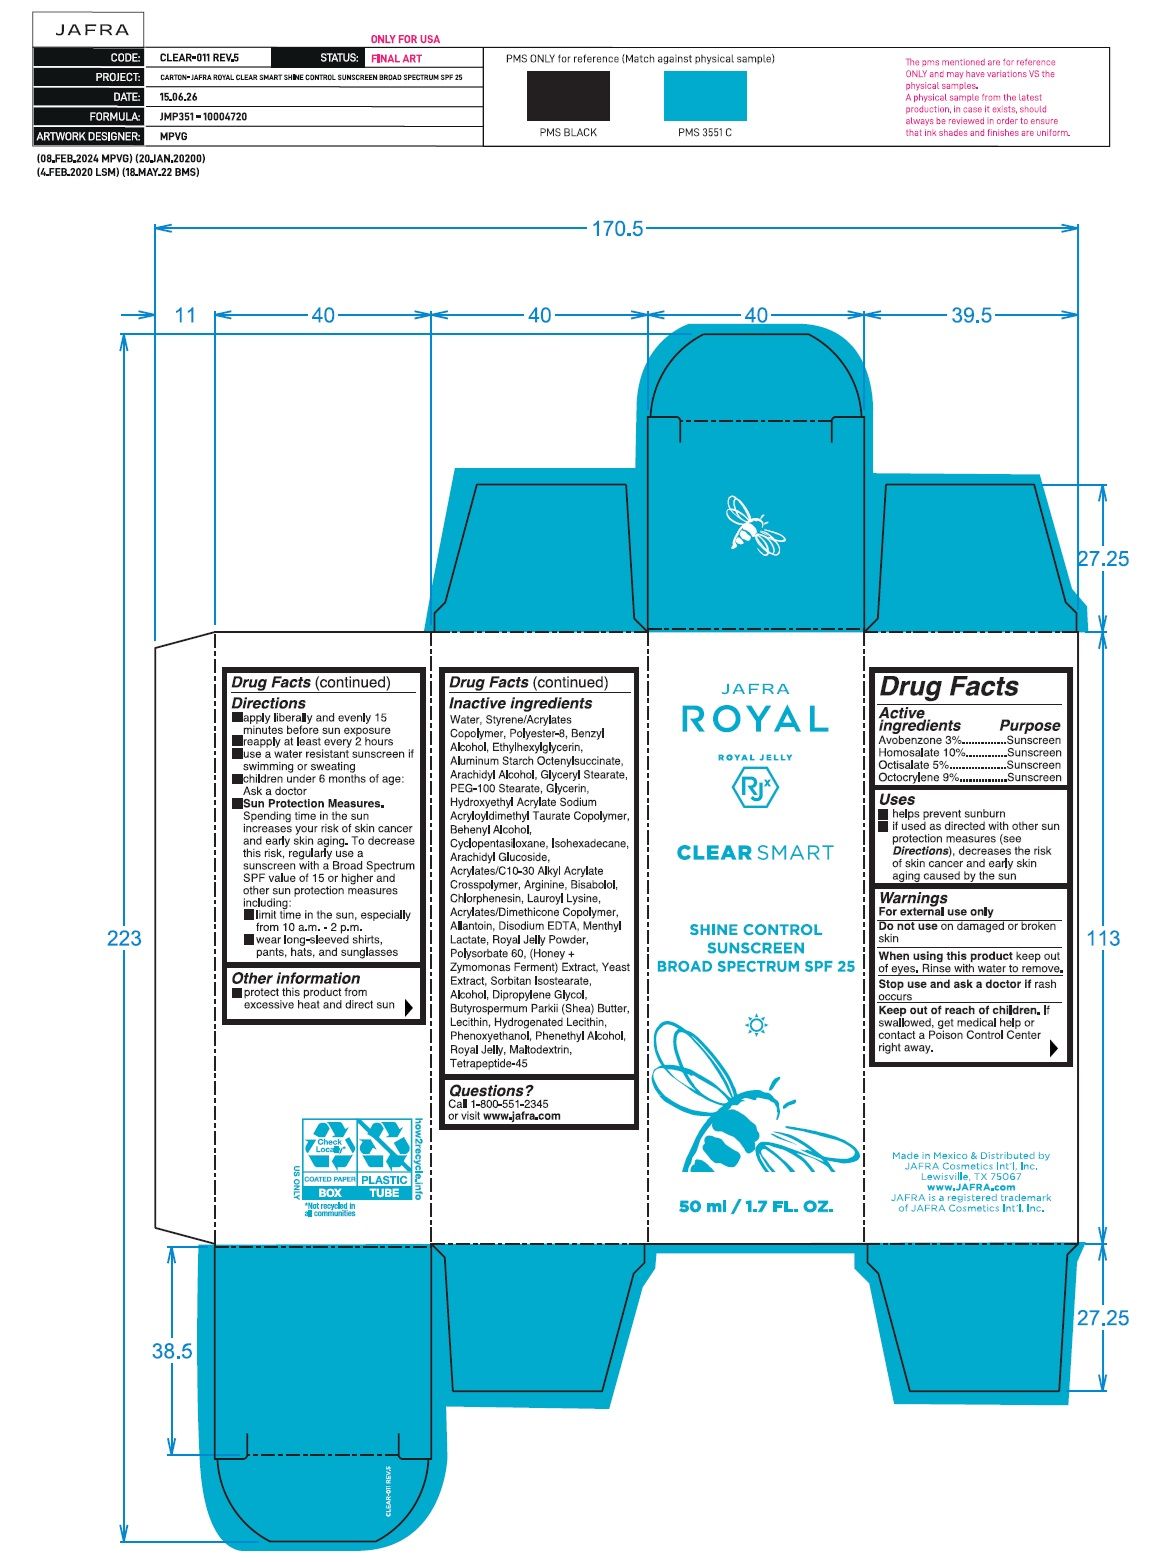 JAFRA
ONLY FOR USA
CODE: CLEAR-011 REV.5 STATUS: FINAL ART
PROJECT: CARTON-JAFRA ROYAL CLEAR SMART SHINE CONTROL SUNSCREEN BROAD SPECTRUM SPF 25
DATE: 15.06.26
FORMULA: JMP351 - 10004720
ARTWORK DESIGNER: MPVG
(08.FEB.2024 MPVG) (20.JAN.20200)
(4.FEB.2020 LSM) (18.MAY.22 BMS)
PMS ONLY for reference (Match against physical sample)
PMS BLACK
PMS 3551 C
The pms mentioned are for reference
ONLY and may have variations VS the
physical samples.
A physical sample from the latest
production, in case it exists, should
always be reviewed in order to ensure
that ink shades and finishes are uniform.
170.5
11
40
40
40
39.5
27.25
223
113
38.5
27.25
Drug Facts (continued)
Directions
apply liberally and evenly 15
minutes before sun exposure
reapply at least every 2 hours
use a water resistant sunscreen if
swimming or sweating
children under 6 months of age:
Ask a doctor
Sun Protection Measures.
Spending time in the sun
increases your risk of skin cancer
and early skin aging. To decrease
this risk, regularly use a
sunscreen with a Broad Spectrum
SPF value of 15 or higher and
other sun protection measures
including:
limit time in the sun, especially
from 10 a.m. - 2 p.m.
wear long-sleeved shirts,
pants, hats, and sunglasses
Other information
protect this product from
excessive heat and direct sun
Check
Locally*
COATED PAPER
BOX
PLASTIC
TUBE
how2recycle.info
US ONLY
*Not recycled in
all communities
Drug Facts (continued)
Inactive ingredients
Water, Styrene/Acrylates
Copolymer, Polyester-8, Benzyl
Alcohol, Ethylhexylglycerin,
Aluminum Starch Octenylsuccinate,
Arachidyl Alcohol, Glyceryl Stearate,
PEG-100 Stearate, Glycerin,
Hydroxyethyl Acrylate Sodium
Acryloyldimethyl Taurate Copolymer,
Behenyl Alcohol,
Cyclopentasiloxane, Isohexadecane,
Arachidyl Glucoside,
Acrylates/C10-30 Alkyl Acrylate
Crosspolymer, Arginine, Bisabolol,
Chlorphenesin, Lauroyl Lysine,
Acrylates/Dimethicone Copolymer,
Allantoin, Disodium EDTA, Menthyl
Lactate, Royal Jelly Powder,
Polysorbate 60, (Honey +
Zymomonas Ferment) Extract, Yeast
Extract, Sorbitan Isostearate,
Alcohol, Dipropylene Glycol,
Butyrospermum Parkii (Shea) Butter,
Lecithin, Hydrogenated Lecithin,
Phenoxyethanol, Phenethyl Alcohol,
Royal Jelly, Maltodextrin,
Tetrapeptide-45
Questions?
Call 1-800-551-2345
or visit www.jafra.com
JAFRA
ROYAL
ROYAL JELLY
RJx
CLEAR SMART
SHINE CONTROL
SUNSCREEN
BROAD SPECTRUM SPF 25
50 ml / 1.7 FL. OZ.
Drug Facts
Active
ingredients Purpose
Avobenzone 3%............Sunscreen
Homosalate 10%...........Sunscreen
Octisalate 5%..............Sunscreen
Octocrylene 9%............Sunscreen
Uses
helps prevent sunburn
if used as directed with other sun
protection measures (see
Directions), decreases the risk
of skin cancer and early skin
aging caused by the sun
Warnings
For external use only
Do not use on damaged or broken
skin
When using this product keep out
of eyes. Rinse with water to remove.
Stop use and ask a doctor if rash
occurs
Keep out of reach of children. If
swallowed, get medical help or
contact a Poison Control Center
right away.
Made in Mexico & Distributed by
JAFRA Cosmetics Int'l, Inc.
Lewisville, TX 75067
www.JAFRA.com
JAFRA is a registered trademark
of JAFRA Cosmetics Int'l, Inc.
CLEAR-011 REV.5